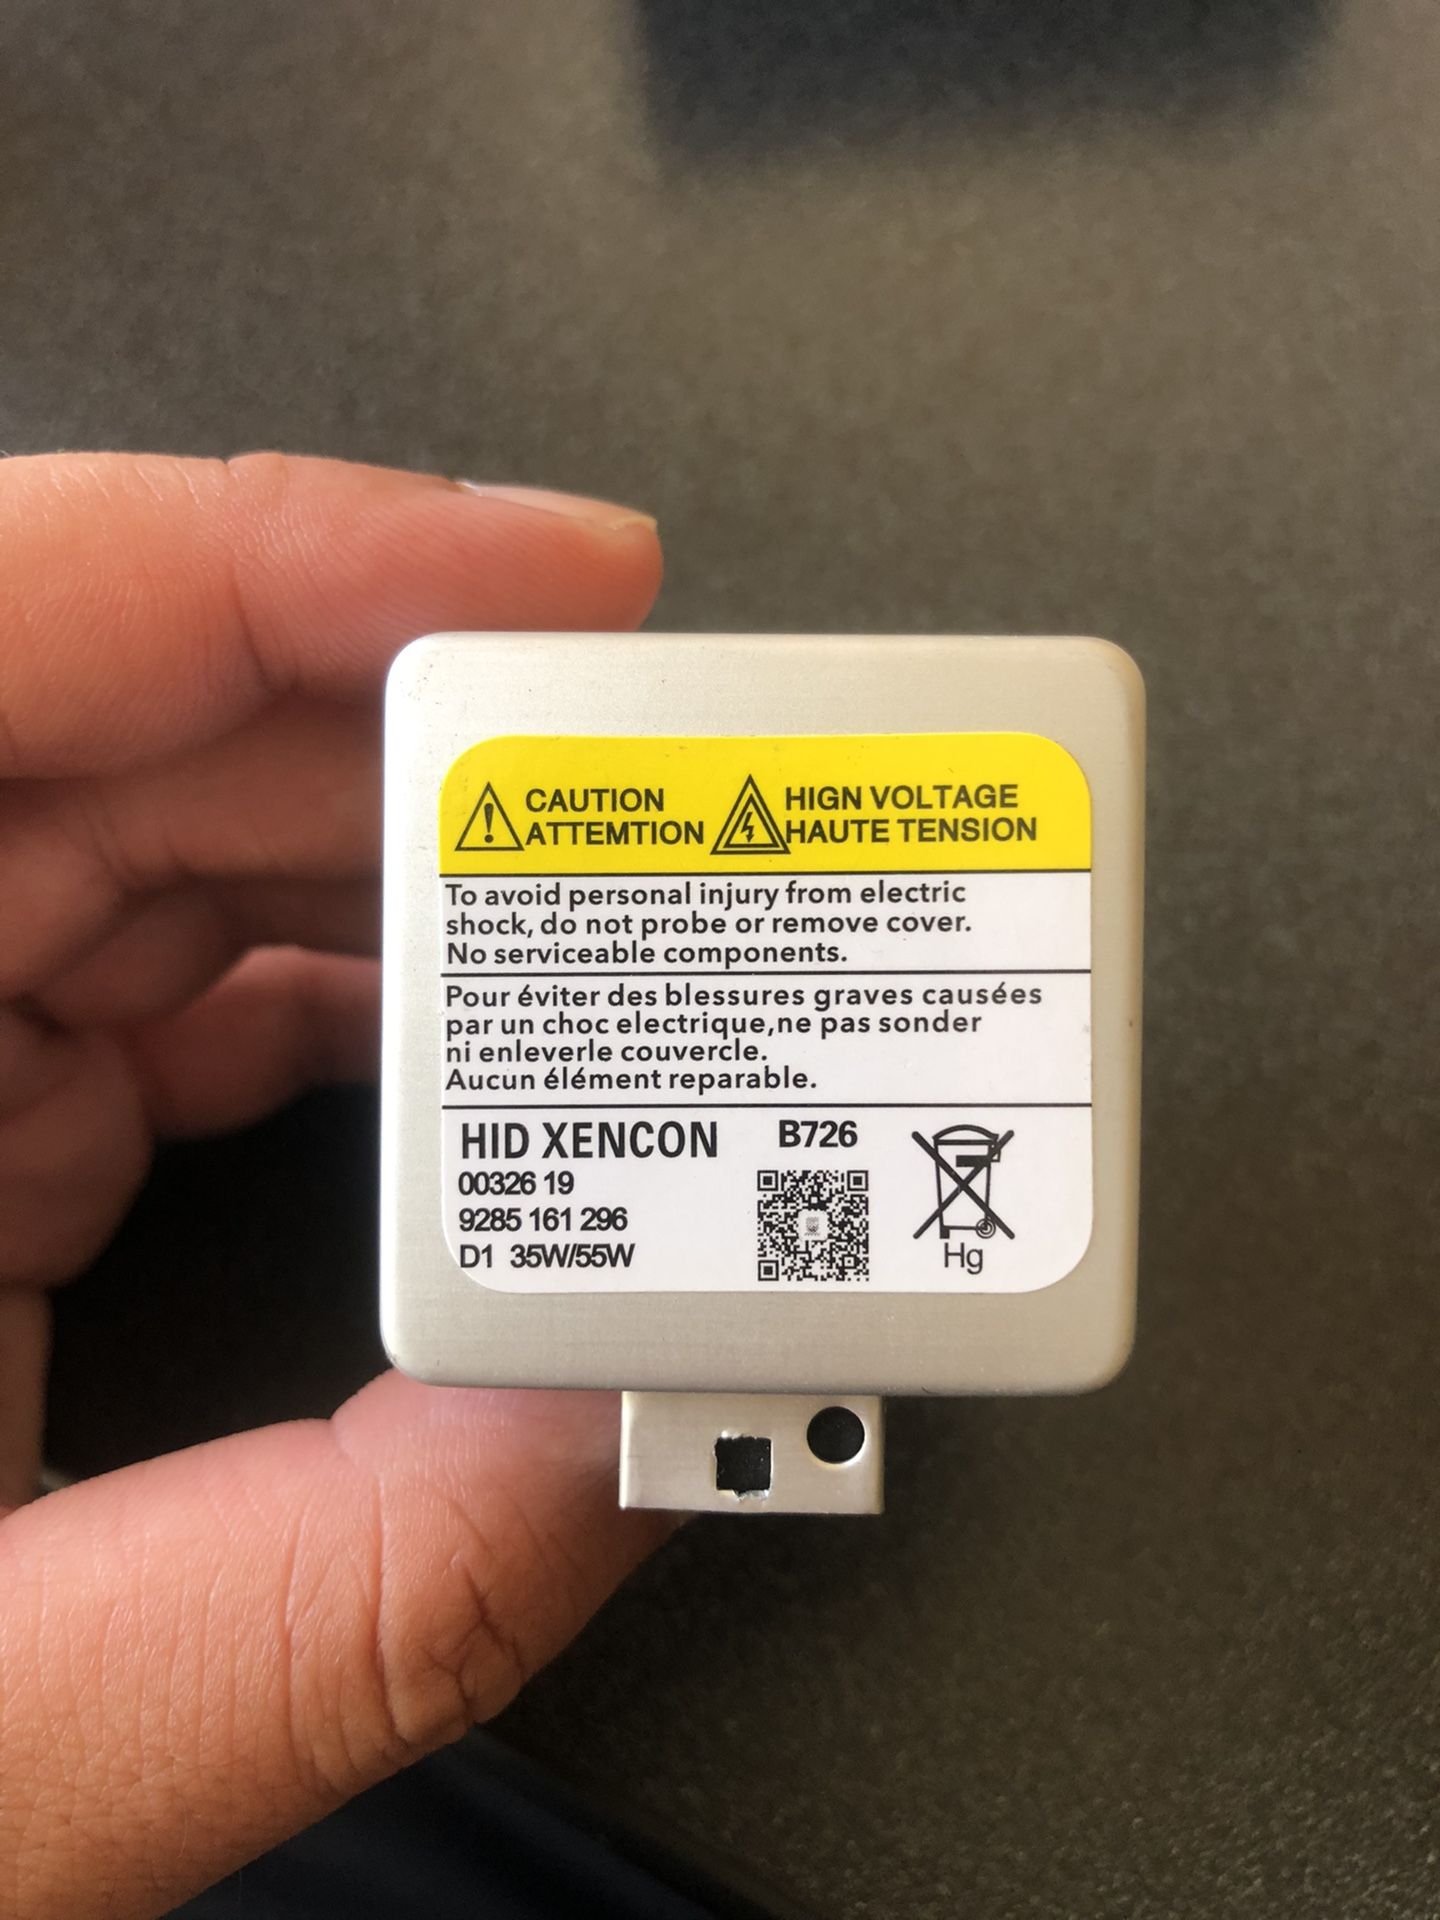 CAUTION
ATTEMTION
HIGN VOLTAGE
HAUTE TENSION
To avoid personal injury from electric
shock, do not probe or remove cover.
No serviceable components.
Pour éviter des blessures graves causées
par un choc electrique,ne pas sonder
ni enleverle couvercle.
Aucun élément reparable.
HID XENCON
00326 19
9285 161 296
D1 35W/55W
B726
Hg